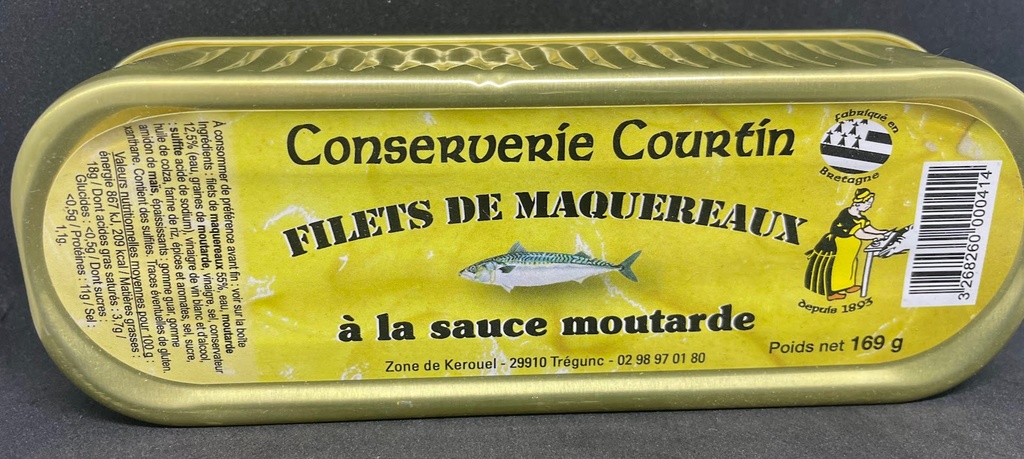 Conserverie Courtin
FILETS DE MAQUEREAUX
à la sauce moutarde
Zone de Kerouel - 29910 Trégunc - 02 98 97 01 80
Poids net 169 g
Fabriqué en
Bretagne
depuis 1893
3 268260 000414
A consommer de préférence avant fin : voir sur la boîte
Ingrédients : filets de maquereaux 55%, eau, moutarde
12,5% (eau, graines de moutarde, vinaigre, sel, conservateur
: sulfite acide de sodium), vinaigre de vin blanc et d'alcool,
huile de colza, farine de riz, épices et aromates, sel, sucre,
amidon de maïs, épaississants : gomme guar, gomme
xanthane. Contient des sulfites. Traces éventuelles de gluten.
Valeurs nutritionnelles moyennes pour 100 g :
énergie 867 kJ, 209 kcal / Matières grasses :
18g / Dont acides gras saturés : 3,7g /
Glucoides : <0,5g / Dont sucres :
<0,5g / Protéines : 11g / Sel :
1,1g.